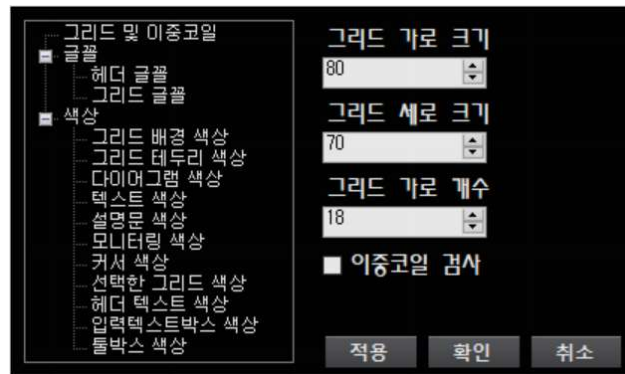 그리드 및 이중코일
글꼴
헤더 글꼴
그리드 글꼴
색상
그리드 배경 색상
그리드 테두리 색상
다이어그램 색상
텍스트 색상
설명문 색상
모니터링 색상
커서 색상
선택한 그리드 색상
헤더 텍스트 색상
입력텍스트박스 색상
툴박스 색상
그리드 가로 크기
80
그리드 세로 크기
70
그리드 가로 개수
18
이중코일 검사
적용 확인 취소